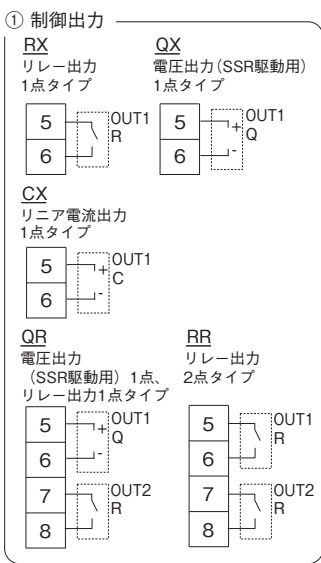 ① 制御出力
RX
リレー出力
1点タイプ
5
6
OUT1
R
QX
電圧出力(SSR駆動用)
1点タイプ
5
6
+
-
OUT1
Q
CX
リニア電流出力
1点タイプ
5
6
+
-
OUT1
C
QR
電圧出力
(SSR駆動用)1点、
リレー出力1点タイプ
5
6
7
8
+
-
OUT1
Q
OUT2
R
RR
リレー出力
2点タイプ
5
6
7
8
OUT1
R
OUT2
R